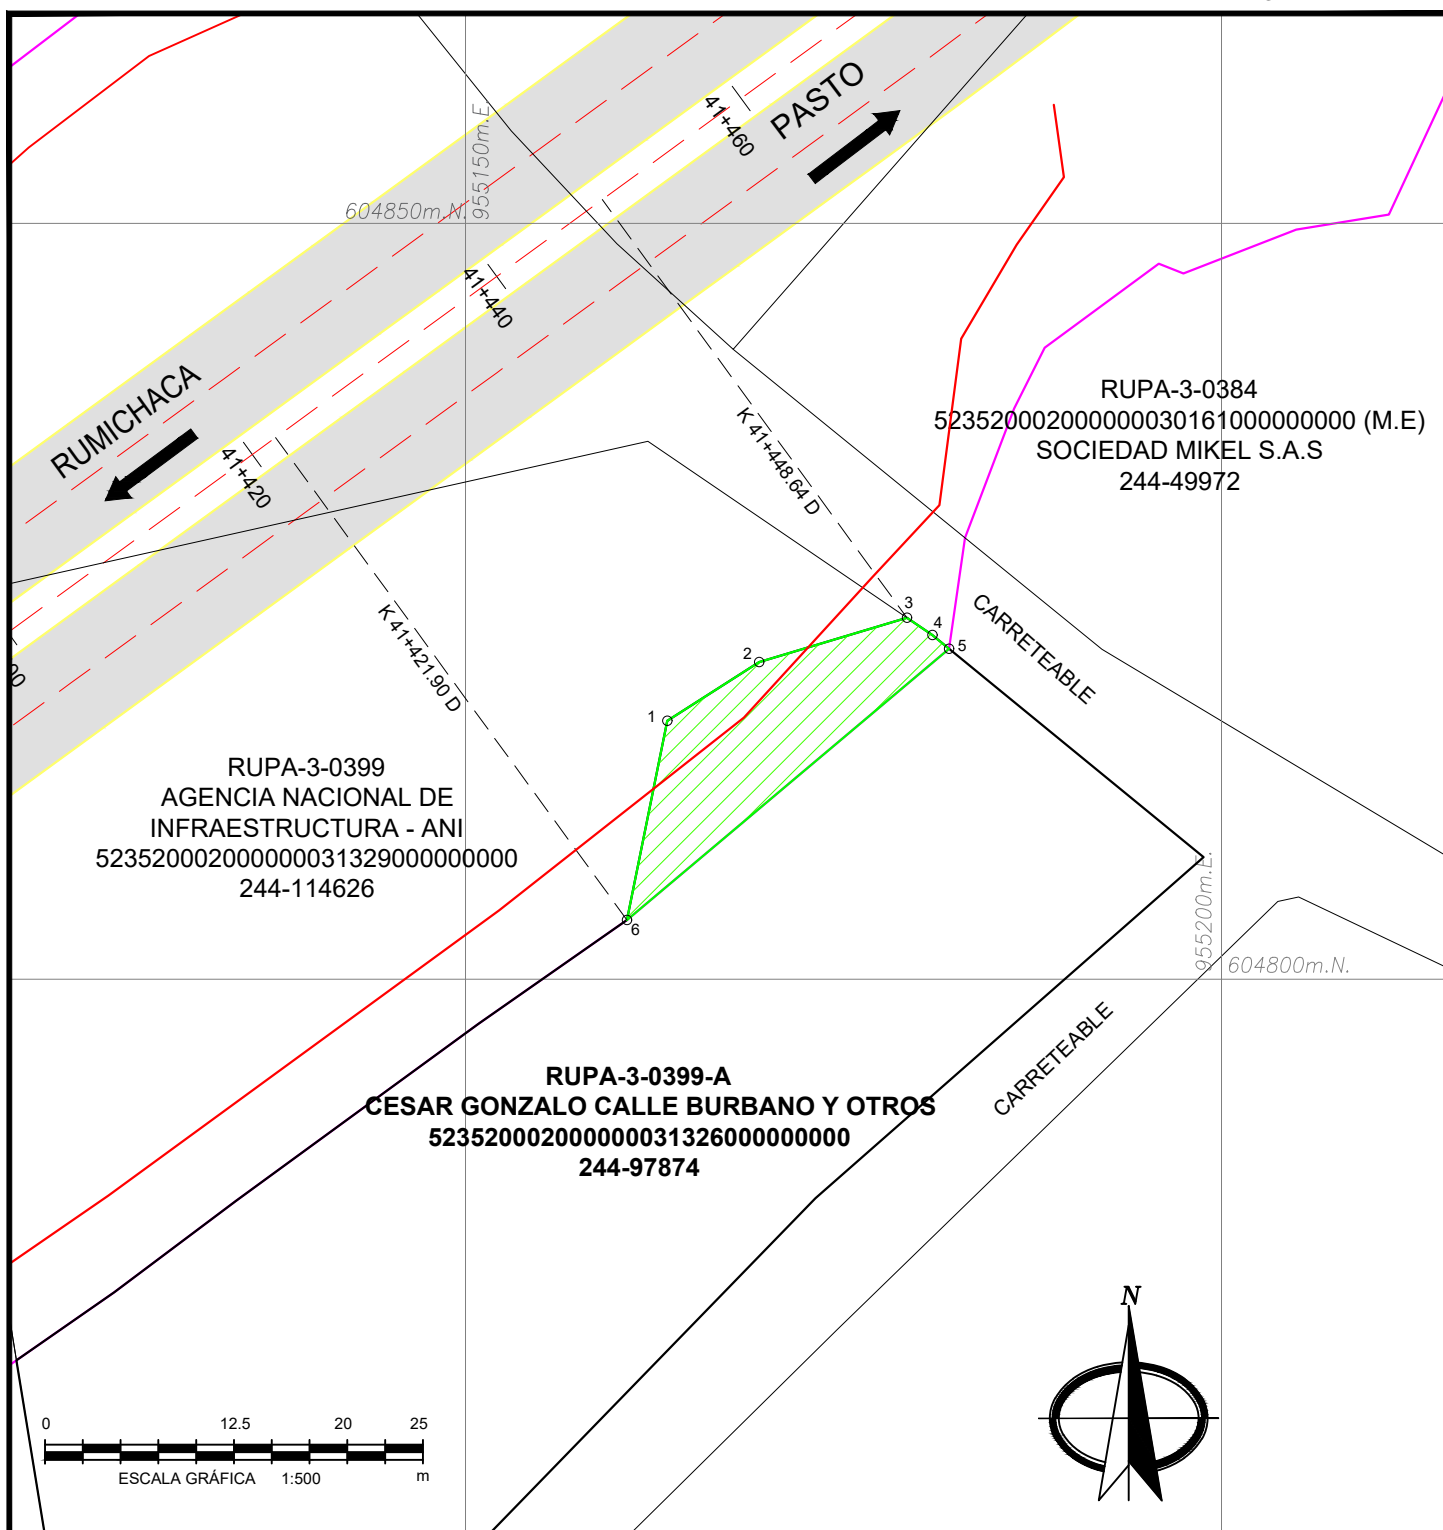 PASTO
41+460
955150m.E.
604850m.N.
41+440
RUMICHACA
41+420
K 41+448.64 D
RUPA-3-0384
523520002000000030161000000000 (M.E)
SOCIEDAD MIKEL S.A.S
244-49972
K 41+421.90 D
00
CARRETEABLE
3
4
5
2
1
6
RUPA-3-0399
AGENCIA NACIONAL DE
INFRAESTRUCTURA - ANI
523520002000000031329000000000
244-114626
955200m.E.
604800m.N.
CARRETEABLE
RUPA-3-0399-A
CESAR GONZALO CALLE BURBANO Y OTROS
523520002000000031326000000000
244-97874
N
0 12.5 20 25
ESCALA GRÁFICA 1:500 m